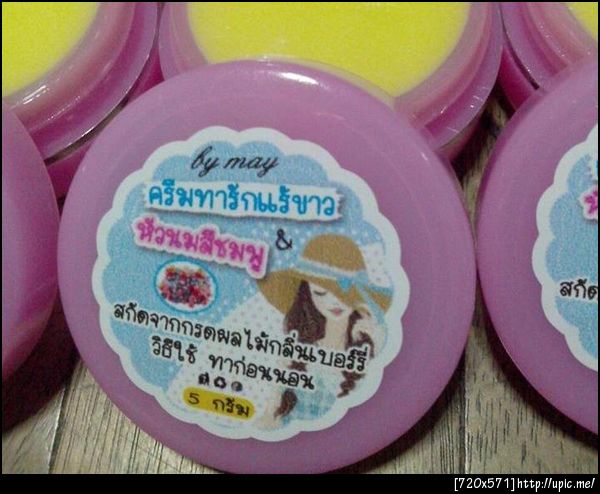 by may
ครีมทารักแร้ขาว
&
หัวนมสีชมพู
สกัดจากกรดผลไม้กลิ่นเบอร์รี่
วิธีใช้ ทาก่อนนอน
5 กรัม
สกัด
[720x571]http://upic.me/